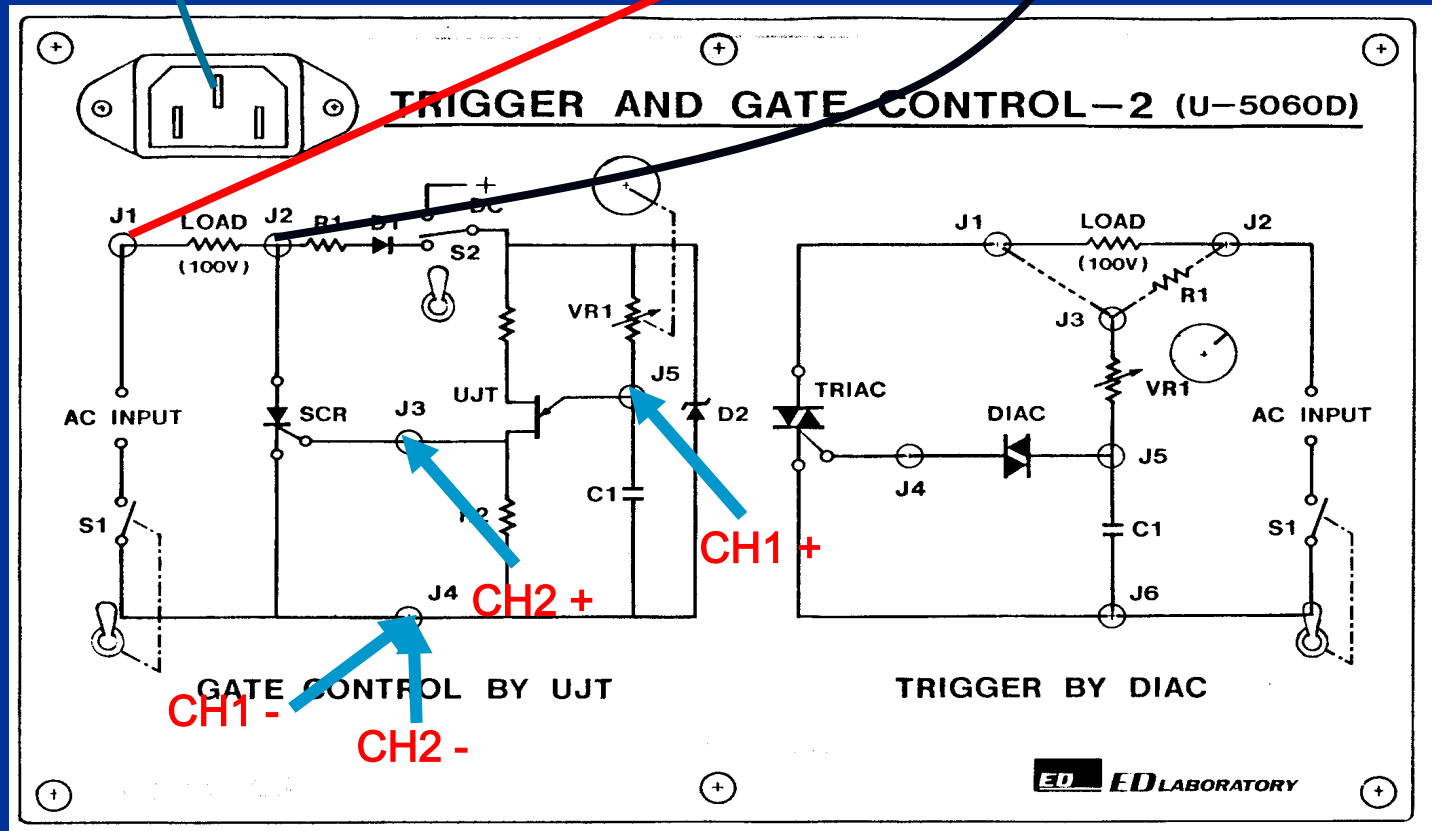 TRIGGER AND GATE CONTROL-2 (U-5060D)
J1
LOAD
(100V)
J2
R1
D1
+
DC
S2
VR1
J5
UJT
D2
SCR
J3
AC INPUT
C1
R2
S1
J4
CH1 +
CH2 +
CH1 -
CH2 -
GATE CONTROL BY UJT
J1
LOAD
(100V)
J2
R1
J3
VR1
TRIAC
DIAC
AC INPUT
J5
J4
C1
S1
J6
TRIGGER BY DIAC
ED ED LABORATORY